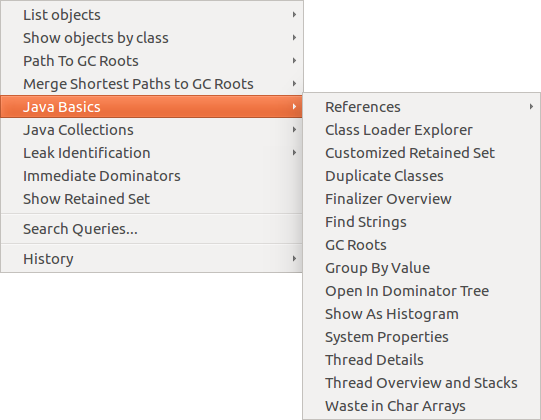 List objects
Show objects by class
Path To GC Roots
Merge Shortest Paths to GC Roots
Java Basics
Java Collections
Leak Identification
Immediate Dominators
Show Retained Set
Search Queries...
History
References
Class Loader Explorer
Customized Retained Set
Duplicate Classes
Finalizer Overview
Find Strings
GC Roots
Group By Value
Open In Dominator Tree
Show As Histogram
System Properties
Thread Details
Thread Overview and Stacks
Waste in Char Arrays